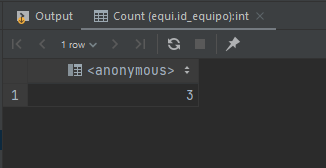 Output
Count (equi.id_equipo):int
1 row
<anonymous>
1 3